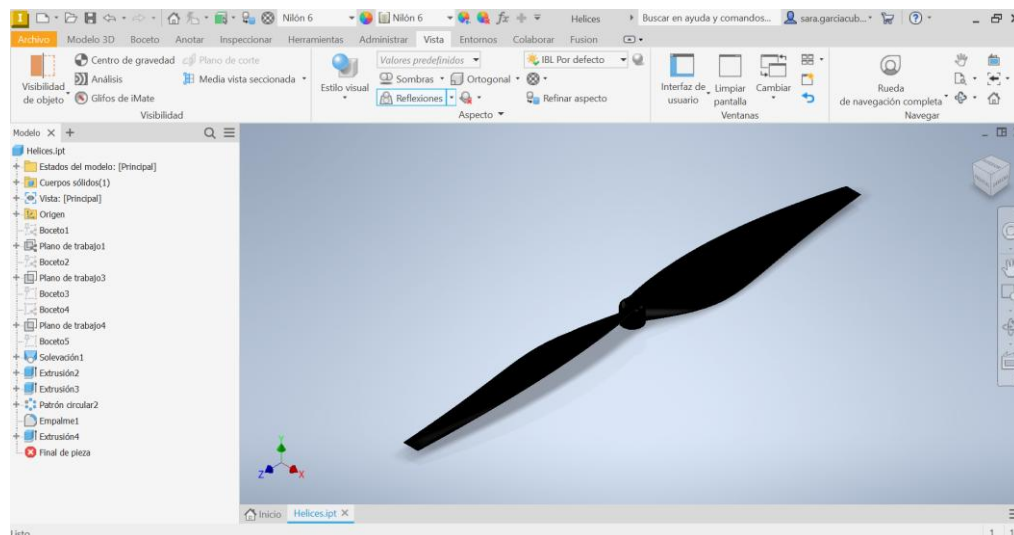 Nilón 6
Nilón 6
Helices
Buscar en ayuda y comandos...
sara.garciacub...
Archivo Modelo 3D Boceto Anotar Inspeccionar Herramientas Administrar Vista Entornos Colaborar Fusion
Centro de gravedad Plano de corte
Valores predefinidos
IBL Por defecto
Visibilidad
de objeto
Análisis
Media vista seccionada
Glifos de iMate
Estilo visual
Sombras Ortogonal
Reflexiones
Refinar aspecto
Interfaz de
usuario
Limpiar
pantalla
Cambiar
Rueda
de navegación completa
Visibilidad Aspecto Ventanas Navegar
Modelo
Helices.ipt
Estados del modelo: [Principal]
Cuerpos sólidos(1)
Vista: [Principal]
Origen
Boceto1
Plano de trabajo1
Boceto2
Plano de trabajo3
Boceto3
Boceto4
Plano de trabajo4
Boceto5
Solevación1
Extrusión2
Extrusión3
Patrón circular2
Empalme1
Extrusión4
Final de pieza
Y
Z X
Inicio Helices.ipt
Listo
1